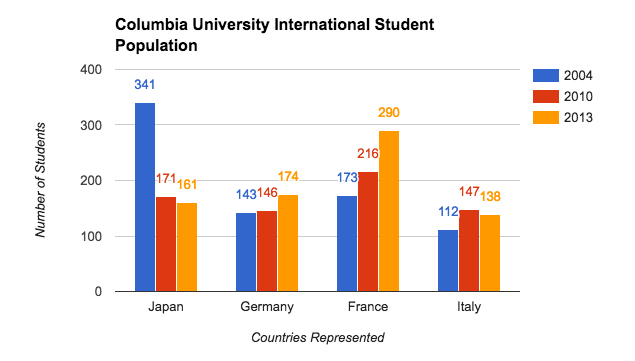 Columbia University International Student
Population
400
300
200
100
0
Number of Students
341
171
161
143
146
174
173
216
290
112
147
138
Japan
Germany
France
Italy
Countries Represented
2004
2010
2013